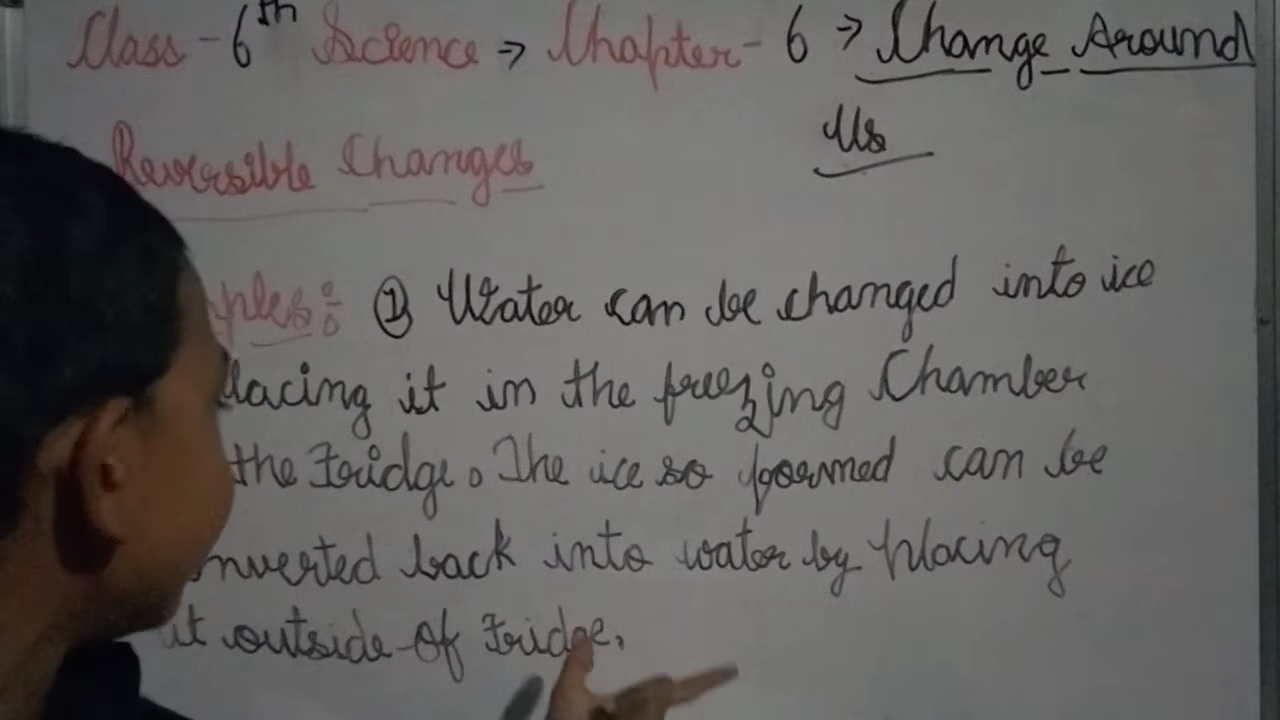 Class - 6th Science → Chapter - 6 → Change Around
Us
Reversible Changes
ples: ① Water can be changed into ice
lacing it in the freezing Chamber
the Fridge. The ice so formed can be
nverted back into water by placing
it outside of Fridge.